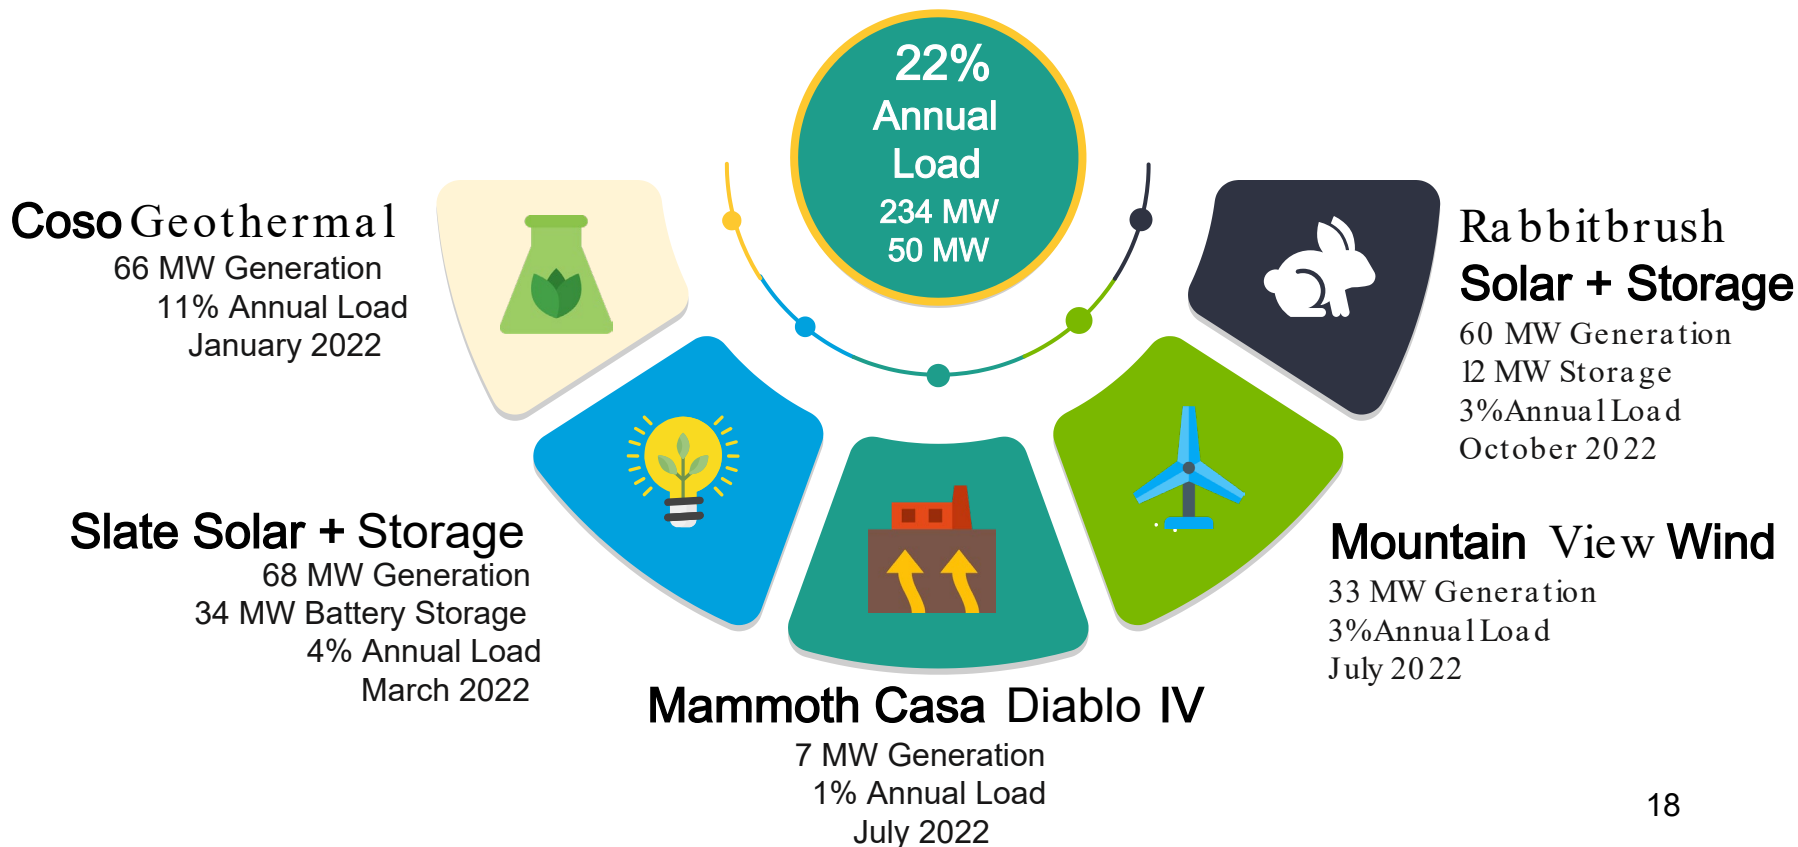 22%
Annual
Load
234 MW
50 MW
Coso Geothermal
66 MW Generation
11% Annual Load
January 2022
Slate Solar + Storage
68 MW Generation
34 MW Battery Storage
4% Annual Load
March 2022
Mammoth Casa Diablo IV
7 MW Generation
1% Annual Load
July 2022
Mountain View Wind
33 MW Generation
3% Annual Load
July 2022
Rabbitbrush
Solar + Storage
60 MW Generation
12 MW Storage
3% Annual Load
October 2022
18